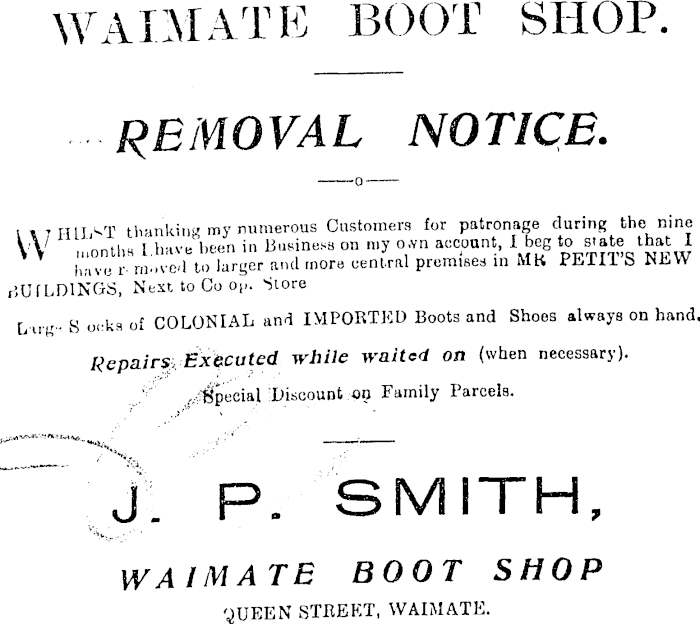 WAIMATE BOOT SHOP.
REMOVAL NOTICE.
WHILST thanking my numerous Customers for patronage during the nine
months I have been in Business on my own account, I beg to state that I
have removed to larger and more central premises in MR PETIT'S NEW
BUILDINGS, Next to Co op. Store
Large Stocks of COLONIAL and IMPORTED Boots and Shoes always on hand.
Repairs Executed while waited on (when necessary).
Special Discount on Family Parcels.
J. P. SMITH,
WAIMATE BOOT SHOP
QUEEN STREET, WAIMATE.